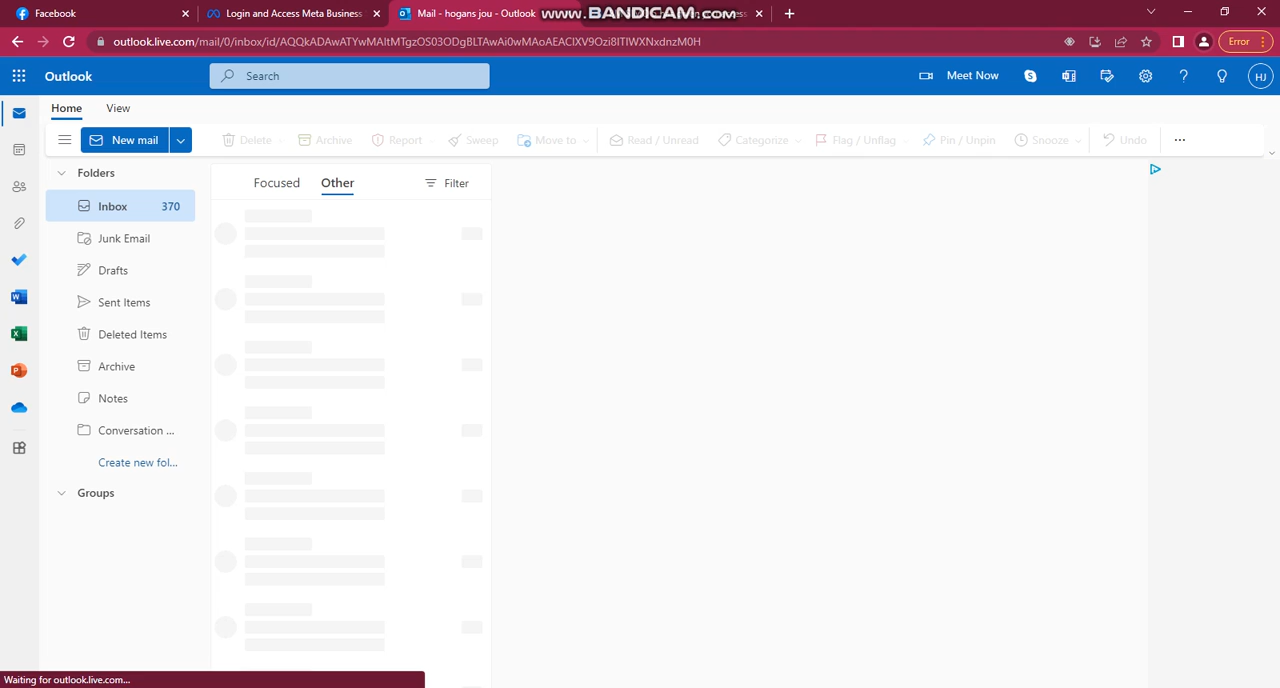 Facebook
Login and Access Meta Business
Mail - hogans jou - Outlook
www.BANDICAM.com
outlook.live.com/mail/0/inbox/id/AQQkADAwATYwMAItMTgzOS03ODgBLTAwAi0wMAoAEACIXV9Ozi8ITIWXNxdnzM0H
Error
Outlook
Search
Meet Now
HJ
Home
View
New mail
Delete
Archive
Report
Sweep
Move to
Read / Unread
Categorize
Flag / Unflag
Pin / Unpin
Snooze
Undo
Folders
Focused
Other
Filter
Inbox 370
Junk Email
Drafts
Sent Items
Deleted Items
Archive
Notes
Conversation ...
Create new fol...
Groups
Waiting for outlook.live.com...